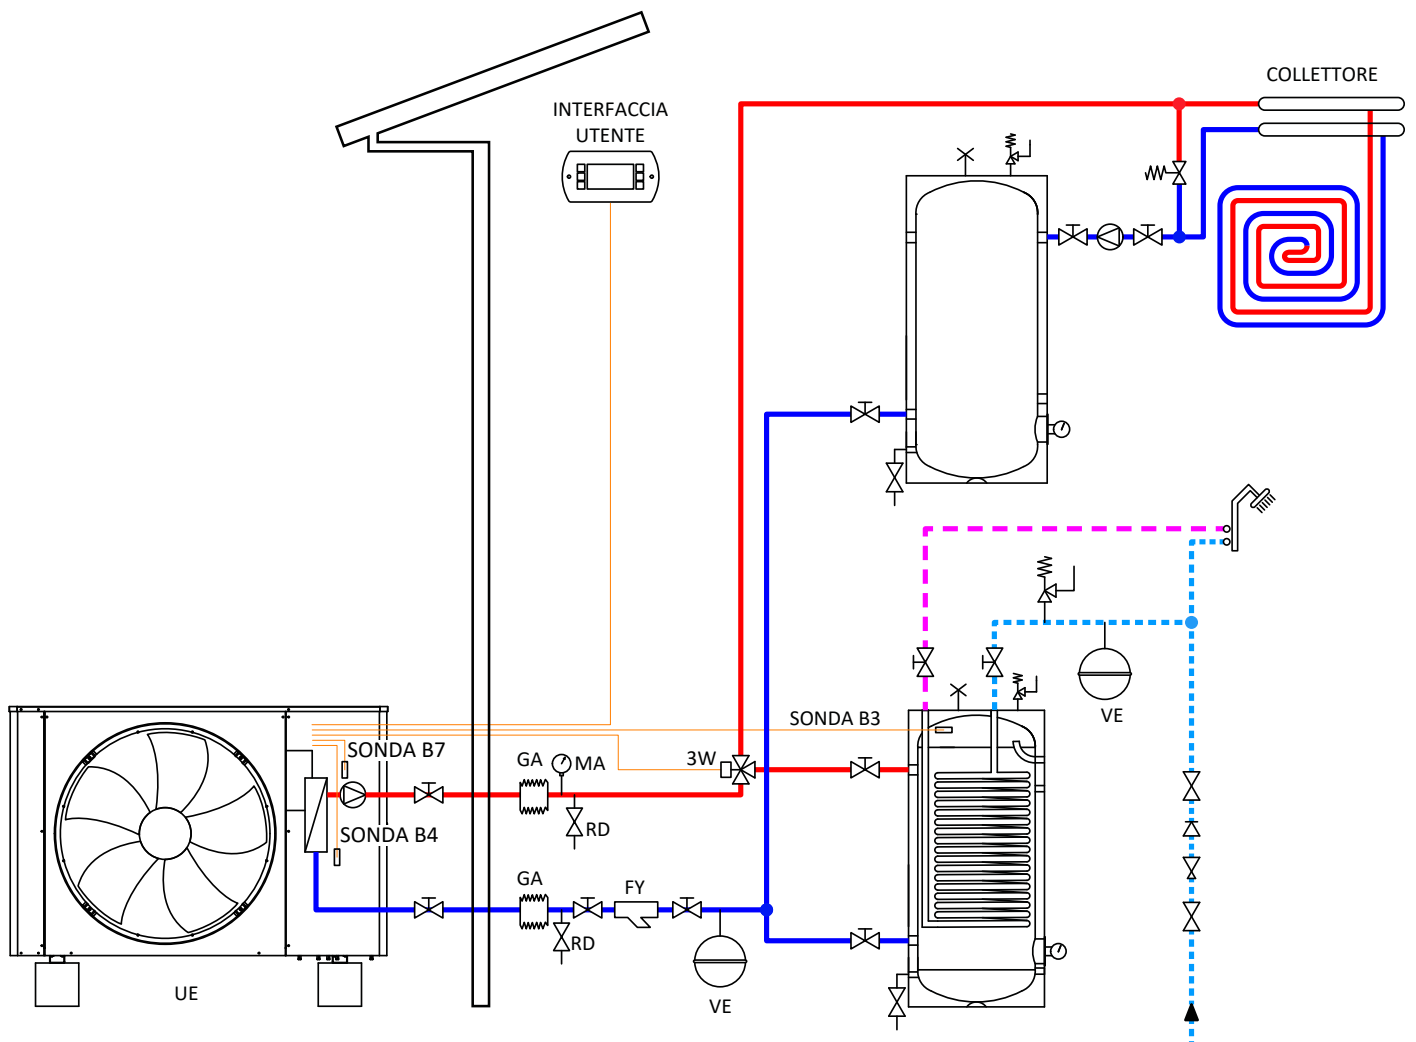 COLLETTORE
INTERFACCIA
UTENTE
SONDA B3
SONDA B7
GA
MA
3W
RD
SONDA B4
GA
FY
RD
VE
VE
UE